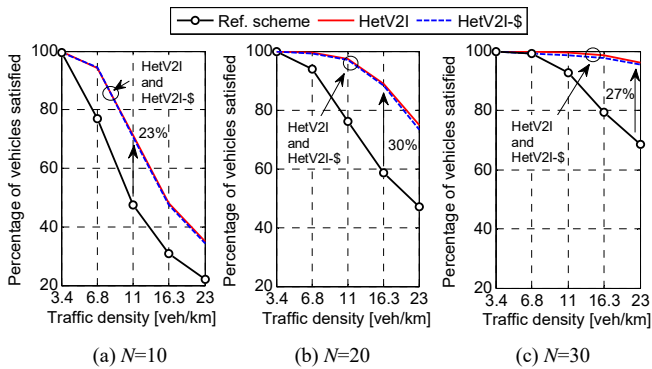 Ref. scheme HetV2I HetV2I-$
Percentage of vehicles satisfied
100
80
60
40
20
HetV2I
and
HetV2I-$
23%
3.4 6.8 11 16.3 23
Traffic density [veh/km]
(a) N=10
Percentage of vehicles satisfied
100
80
60
40
20
HetV2I
and
HetV2I-$
30%
3.4 6.8 11 16.3 23
Traffic density [veh/km]
(b) N=20
Percentage of vehicles satisfied
100
80
60
40
20
27%
HetV2I
and
HetV2I-$
3.4 6.8 11 16.3 23
Traffic density [veh/km]
(c) N=30